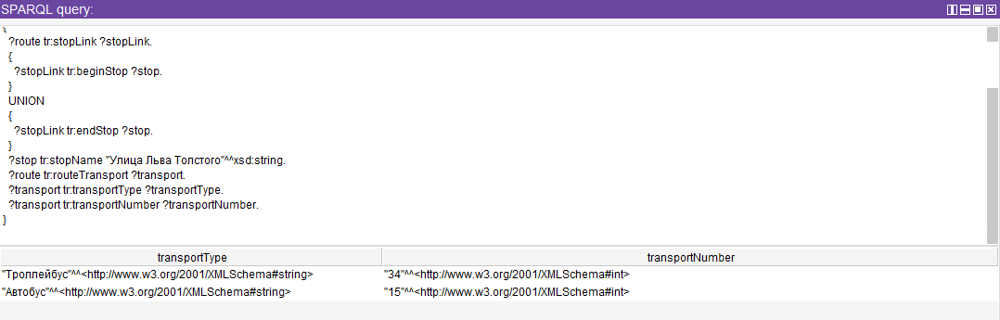 SPARQL query:
{
?route tr:stopLink ?stopLink.
{
?stopLink tr:beginStop ?stop.
}
UNION
{
?stopLink tr:endStop ?stop.
}
?stop tr:stopName "Улица Льва Толстого"^^xsd:string.
?route tr:routeTransport ?transport.
?transport tr:transportType ?transportType.
?transport tr:transportNumber ?transportNumber.
}
transportType transportNumber
"Троллейбус"^^<http://www.w3.org/2001/XMLSchema#string> "34"^^<http://www.w3.org/2001/XMLSchema#int>
"Автобус"^^<http://www.w3.org/2001/XMLSchema#string> "15"^^<http://www.w3.org/2001/XMLSchema#int>